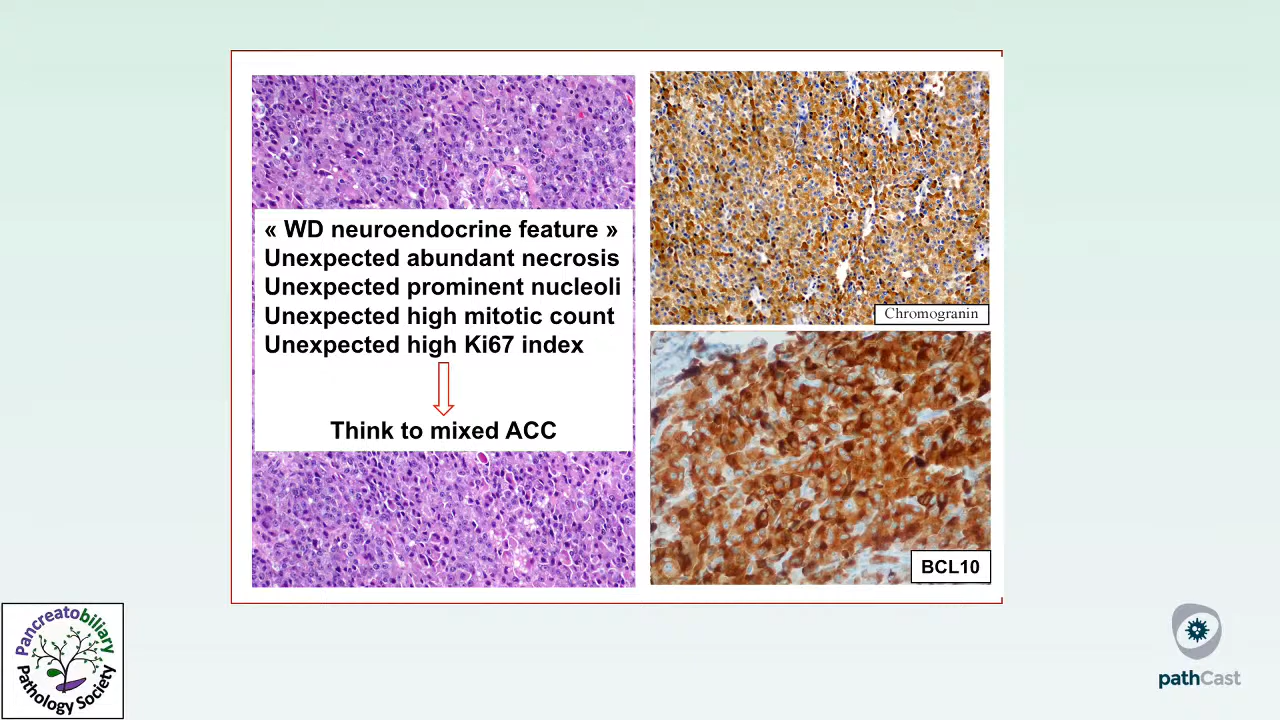 « WD neuroendocrine feature »
Unexpected abundant necrosis
Unexpected prominent nucleoli
Unexpected high mitotic count
Unexpected high Ki67 index
Think to mixed ACC
Chromogranin
BCL10
Pancreatobiliary
Pathology Society
pathCast